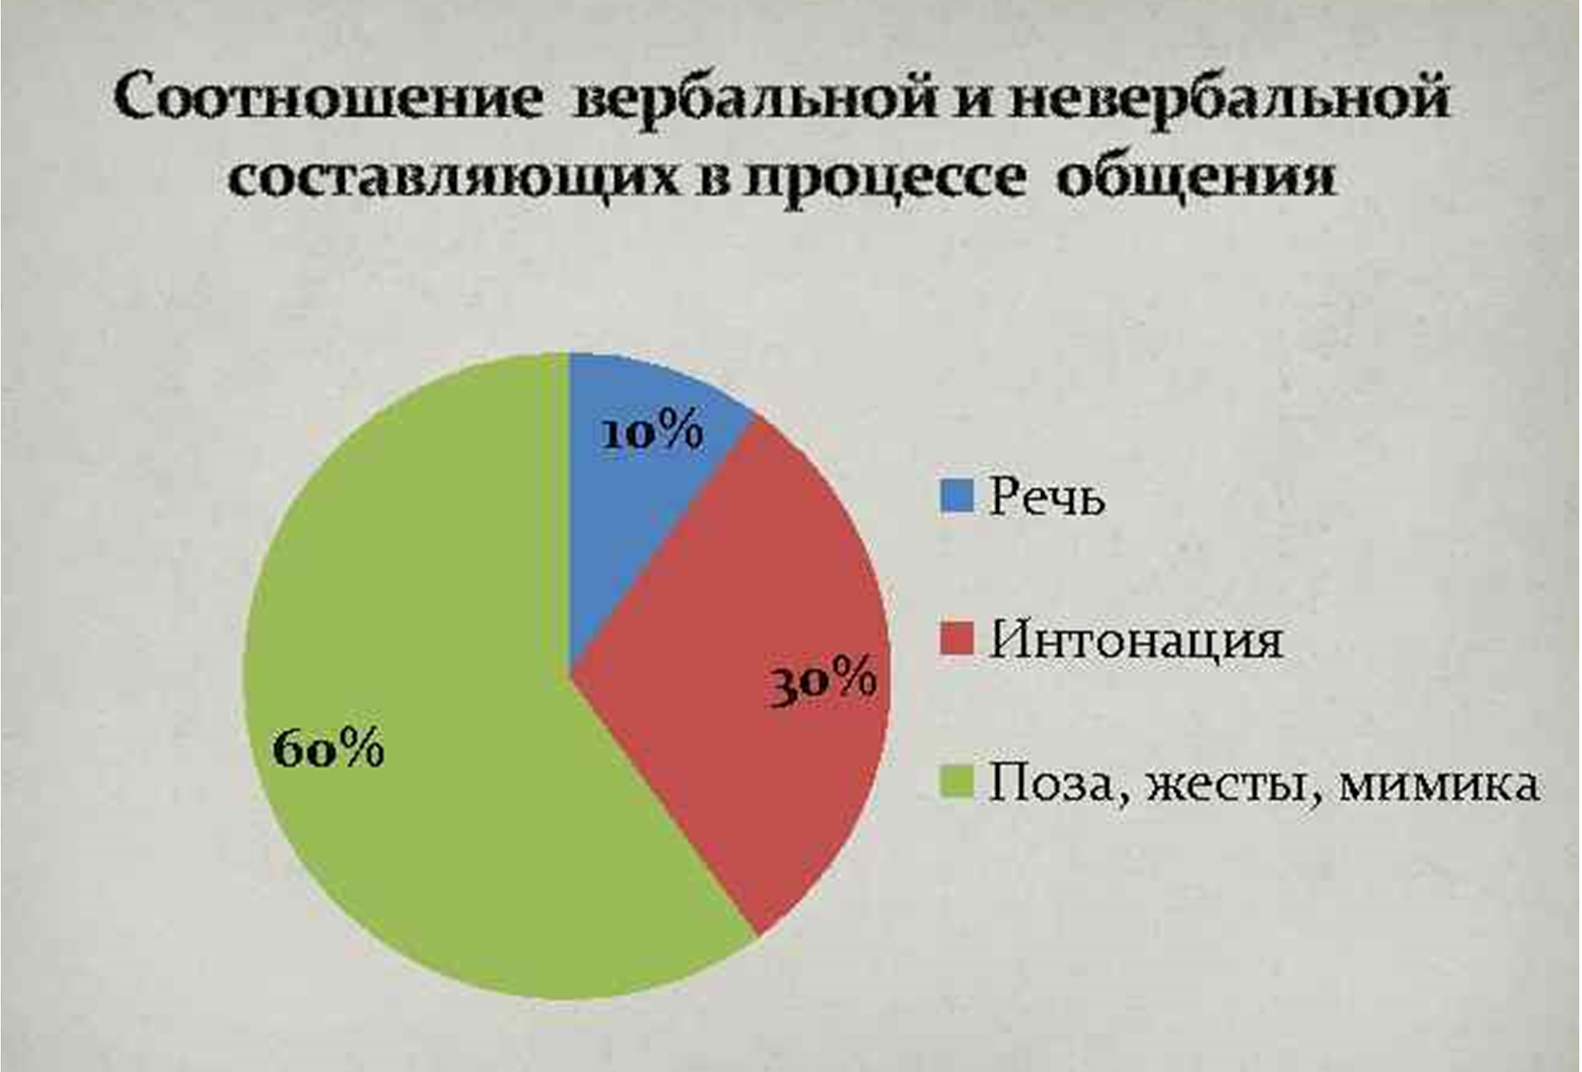 Соотношение вербальной и невербальной
составляющих в процессе общения
10%
30%
60%
Речь
Интонация
Поза, жесты, мимика